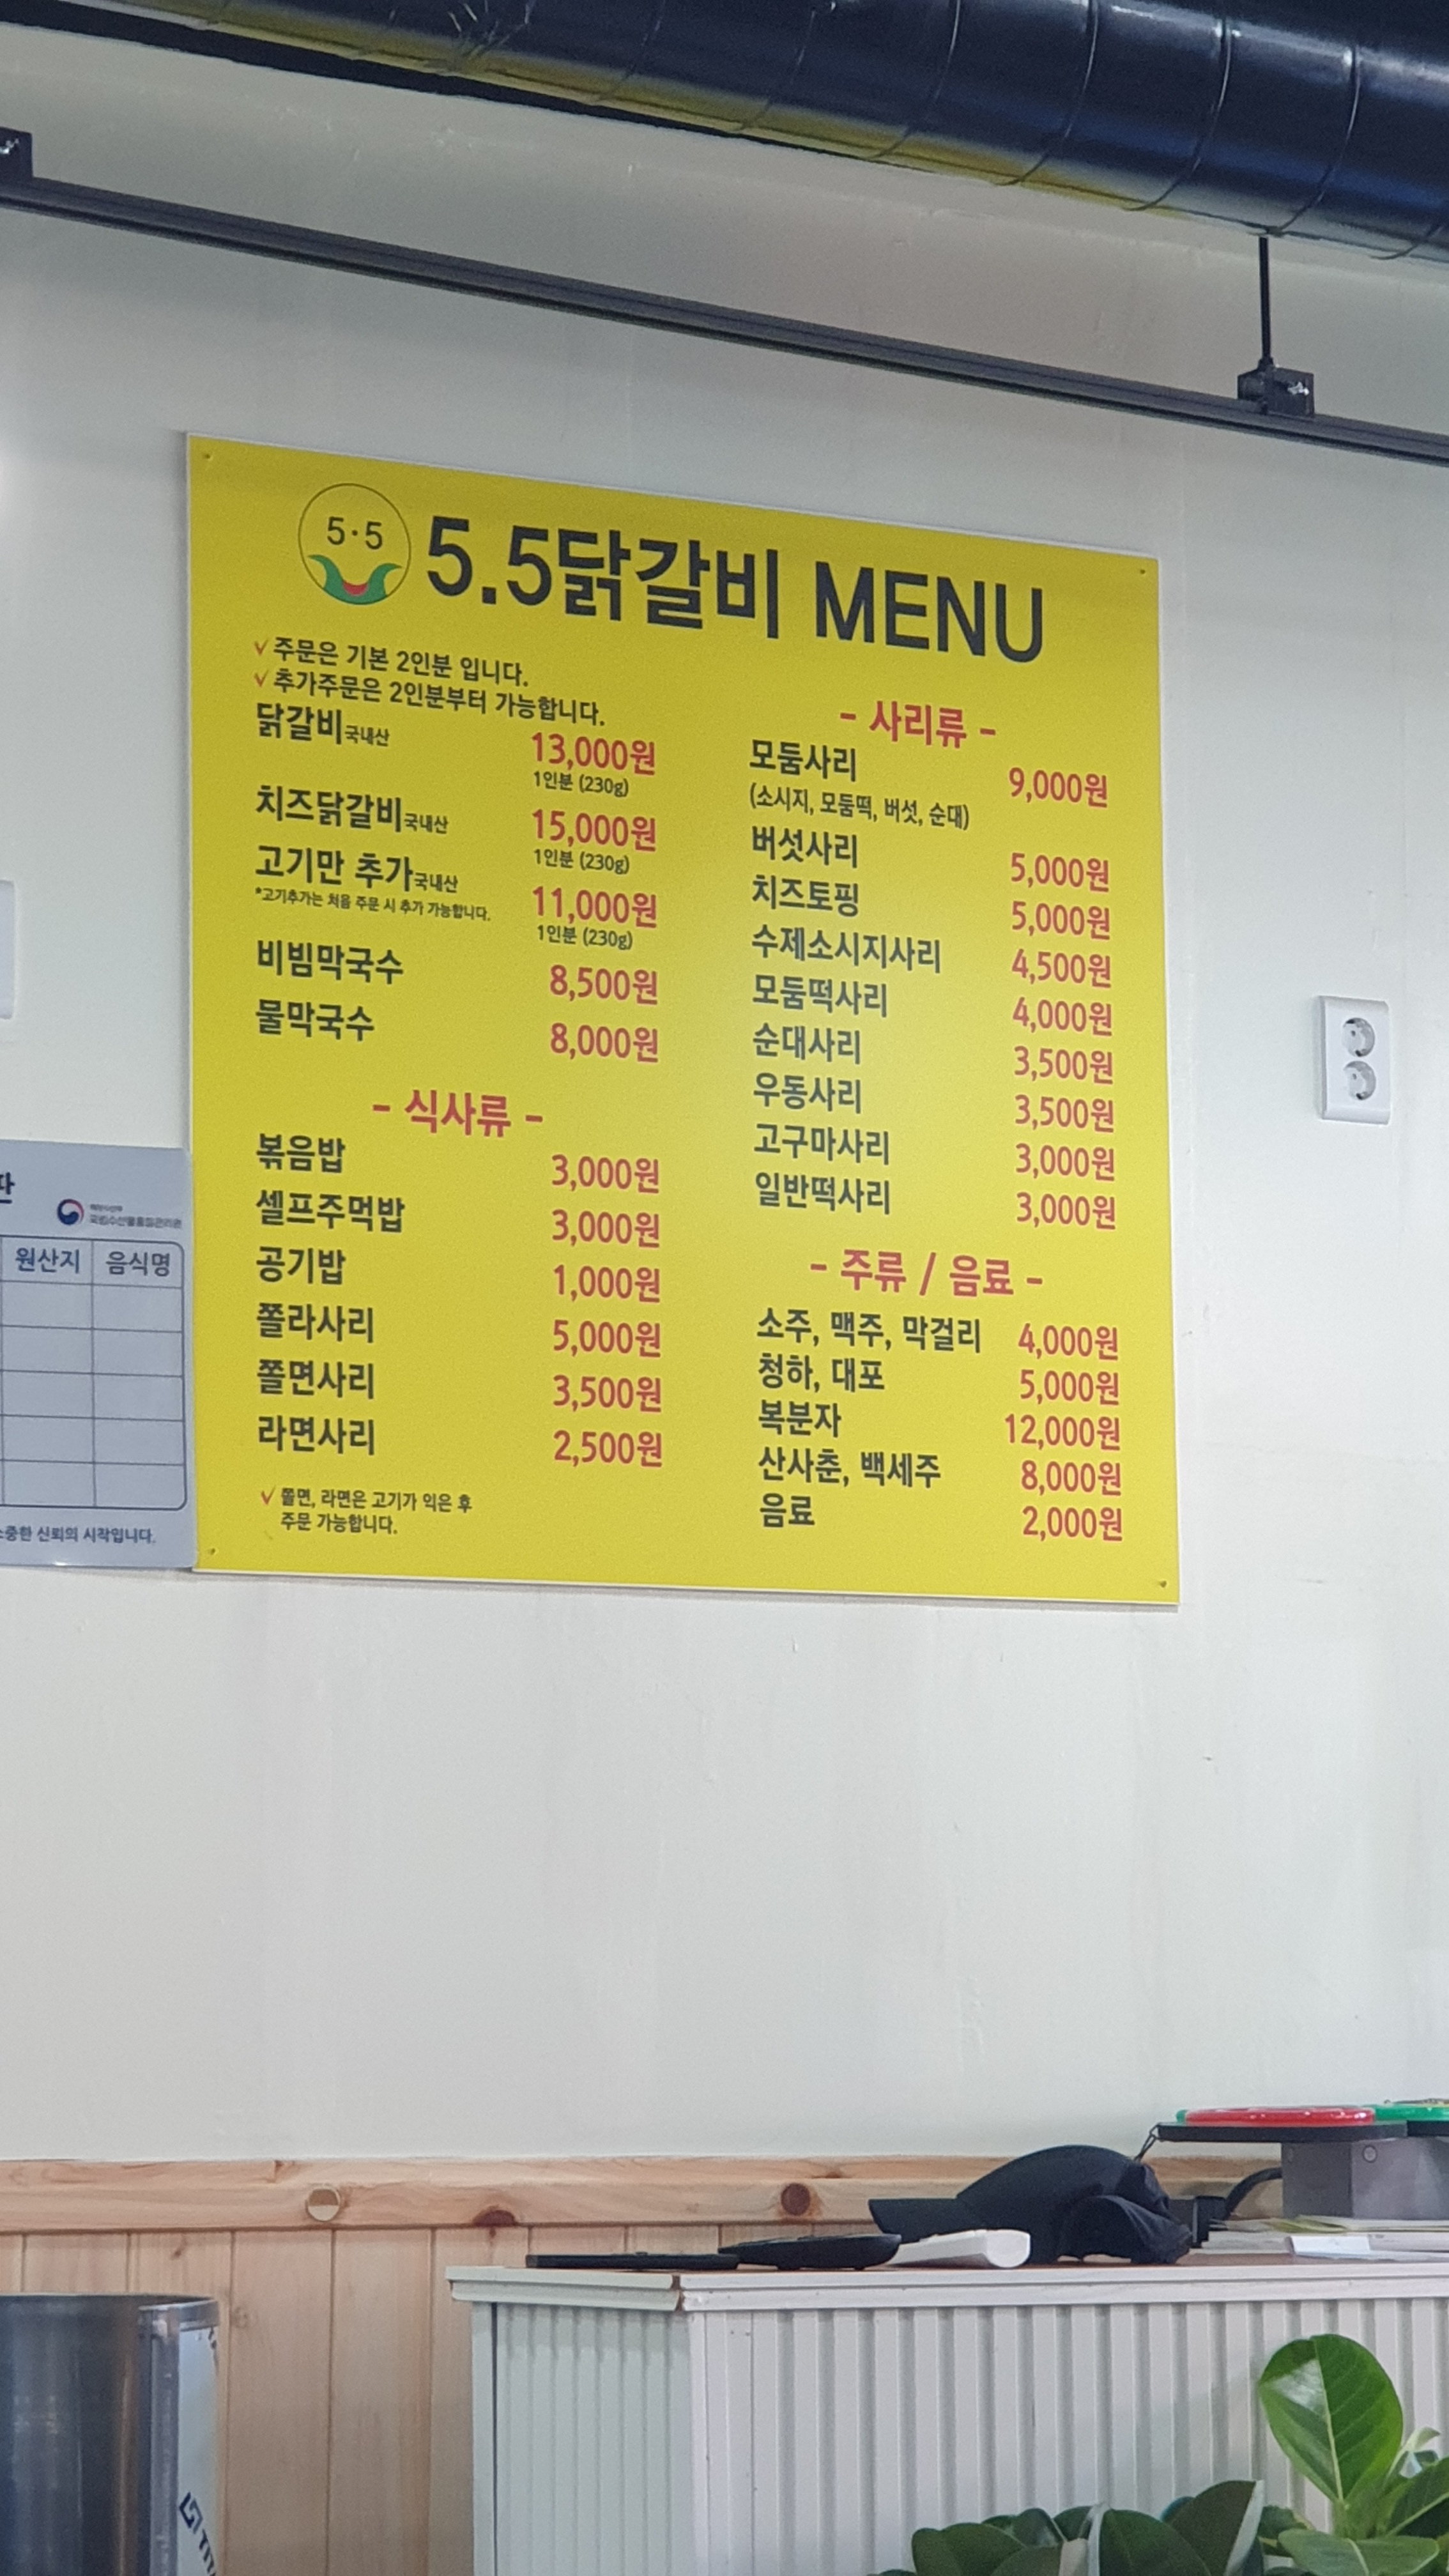 5·5
5.5닭갈비 MENU
✓ 주문은 기본 2인분 입니다.
✓ 추가주문은 2인분부터 가능합니다.
닭갈비국내산 13,000원
1인분 (230g)
치즈닭갈비국내산 15,000원
1인분 (230g)
고기만 추가국내산 11,000원
*고기추가는 처음 주문 시 추가 가능합니다.
1인분 (230g)
비빔막국수 8,500원
물막국수 8,000원
- 식사류 -
볶음밥 3,000원
셀프주먹밥 3,000원
공기밥 1,000원
쫄라사리 5,000원
쫄면사리 3,500원
라면사리 2,500원
✓ 쫄면, 라면은 고기가 익은 후
주문 가능합니다.
- 사리류 -
모둠사리 9,000원
(소시지, 모둠떡, 버섯, 순대)
버섯사리 5,000원
치즈토핑 5,000원
수제소시지사리 4,500원
모둠떡사리 4,000원
순대사리 3,500원
우동사리 3,500원
고구마사리 3,000원
일반떡사리 3,000원
- 주류 / 음료 -
소주, 맥주, 막걸리 4,000원
청하, 대포 5,000원
복분자 12,000원
산사춘, 백세주 8,000원
음료 2,000원
판
국립수산물품질관리원
원산지 음식명
소중한 신뢰의 시작입니다.